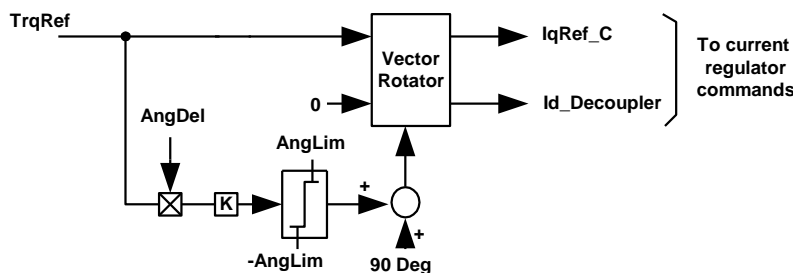 TrqRef
IqRef_C
Vector
Rotator
To current
regulator
commands
0
Id_Decoupler
AngDel
AngLim
K
+
+
-AngLim
90 Deg